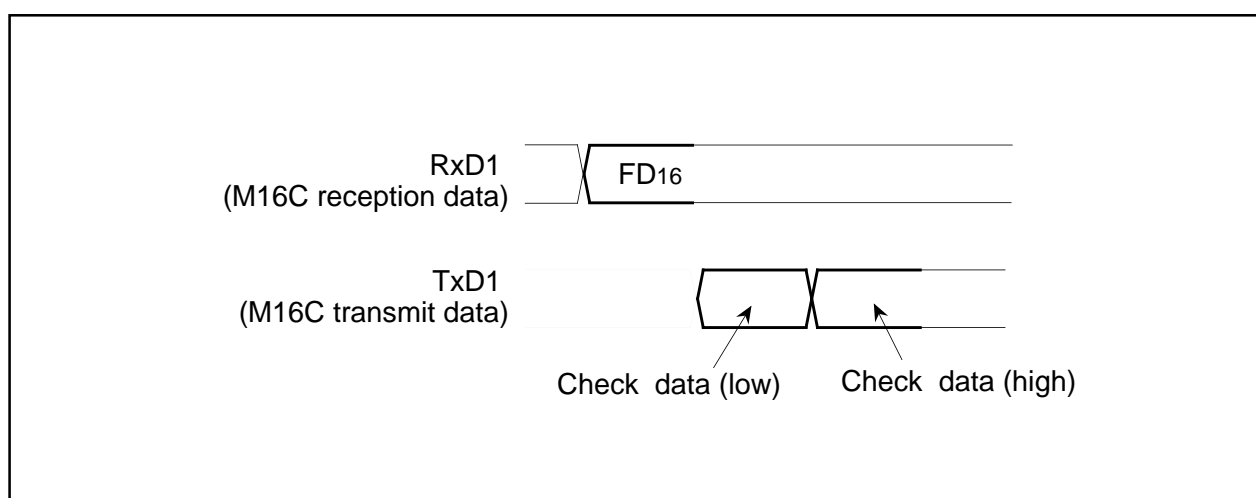 RxD1
(M16C reception data)
FD16
TxD1
(M16C transmit data)
Check data (low)
Check data (high)